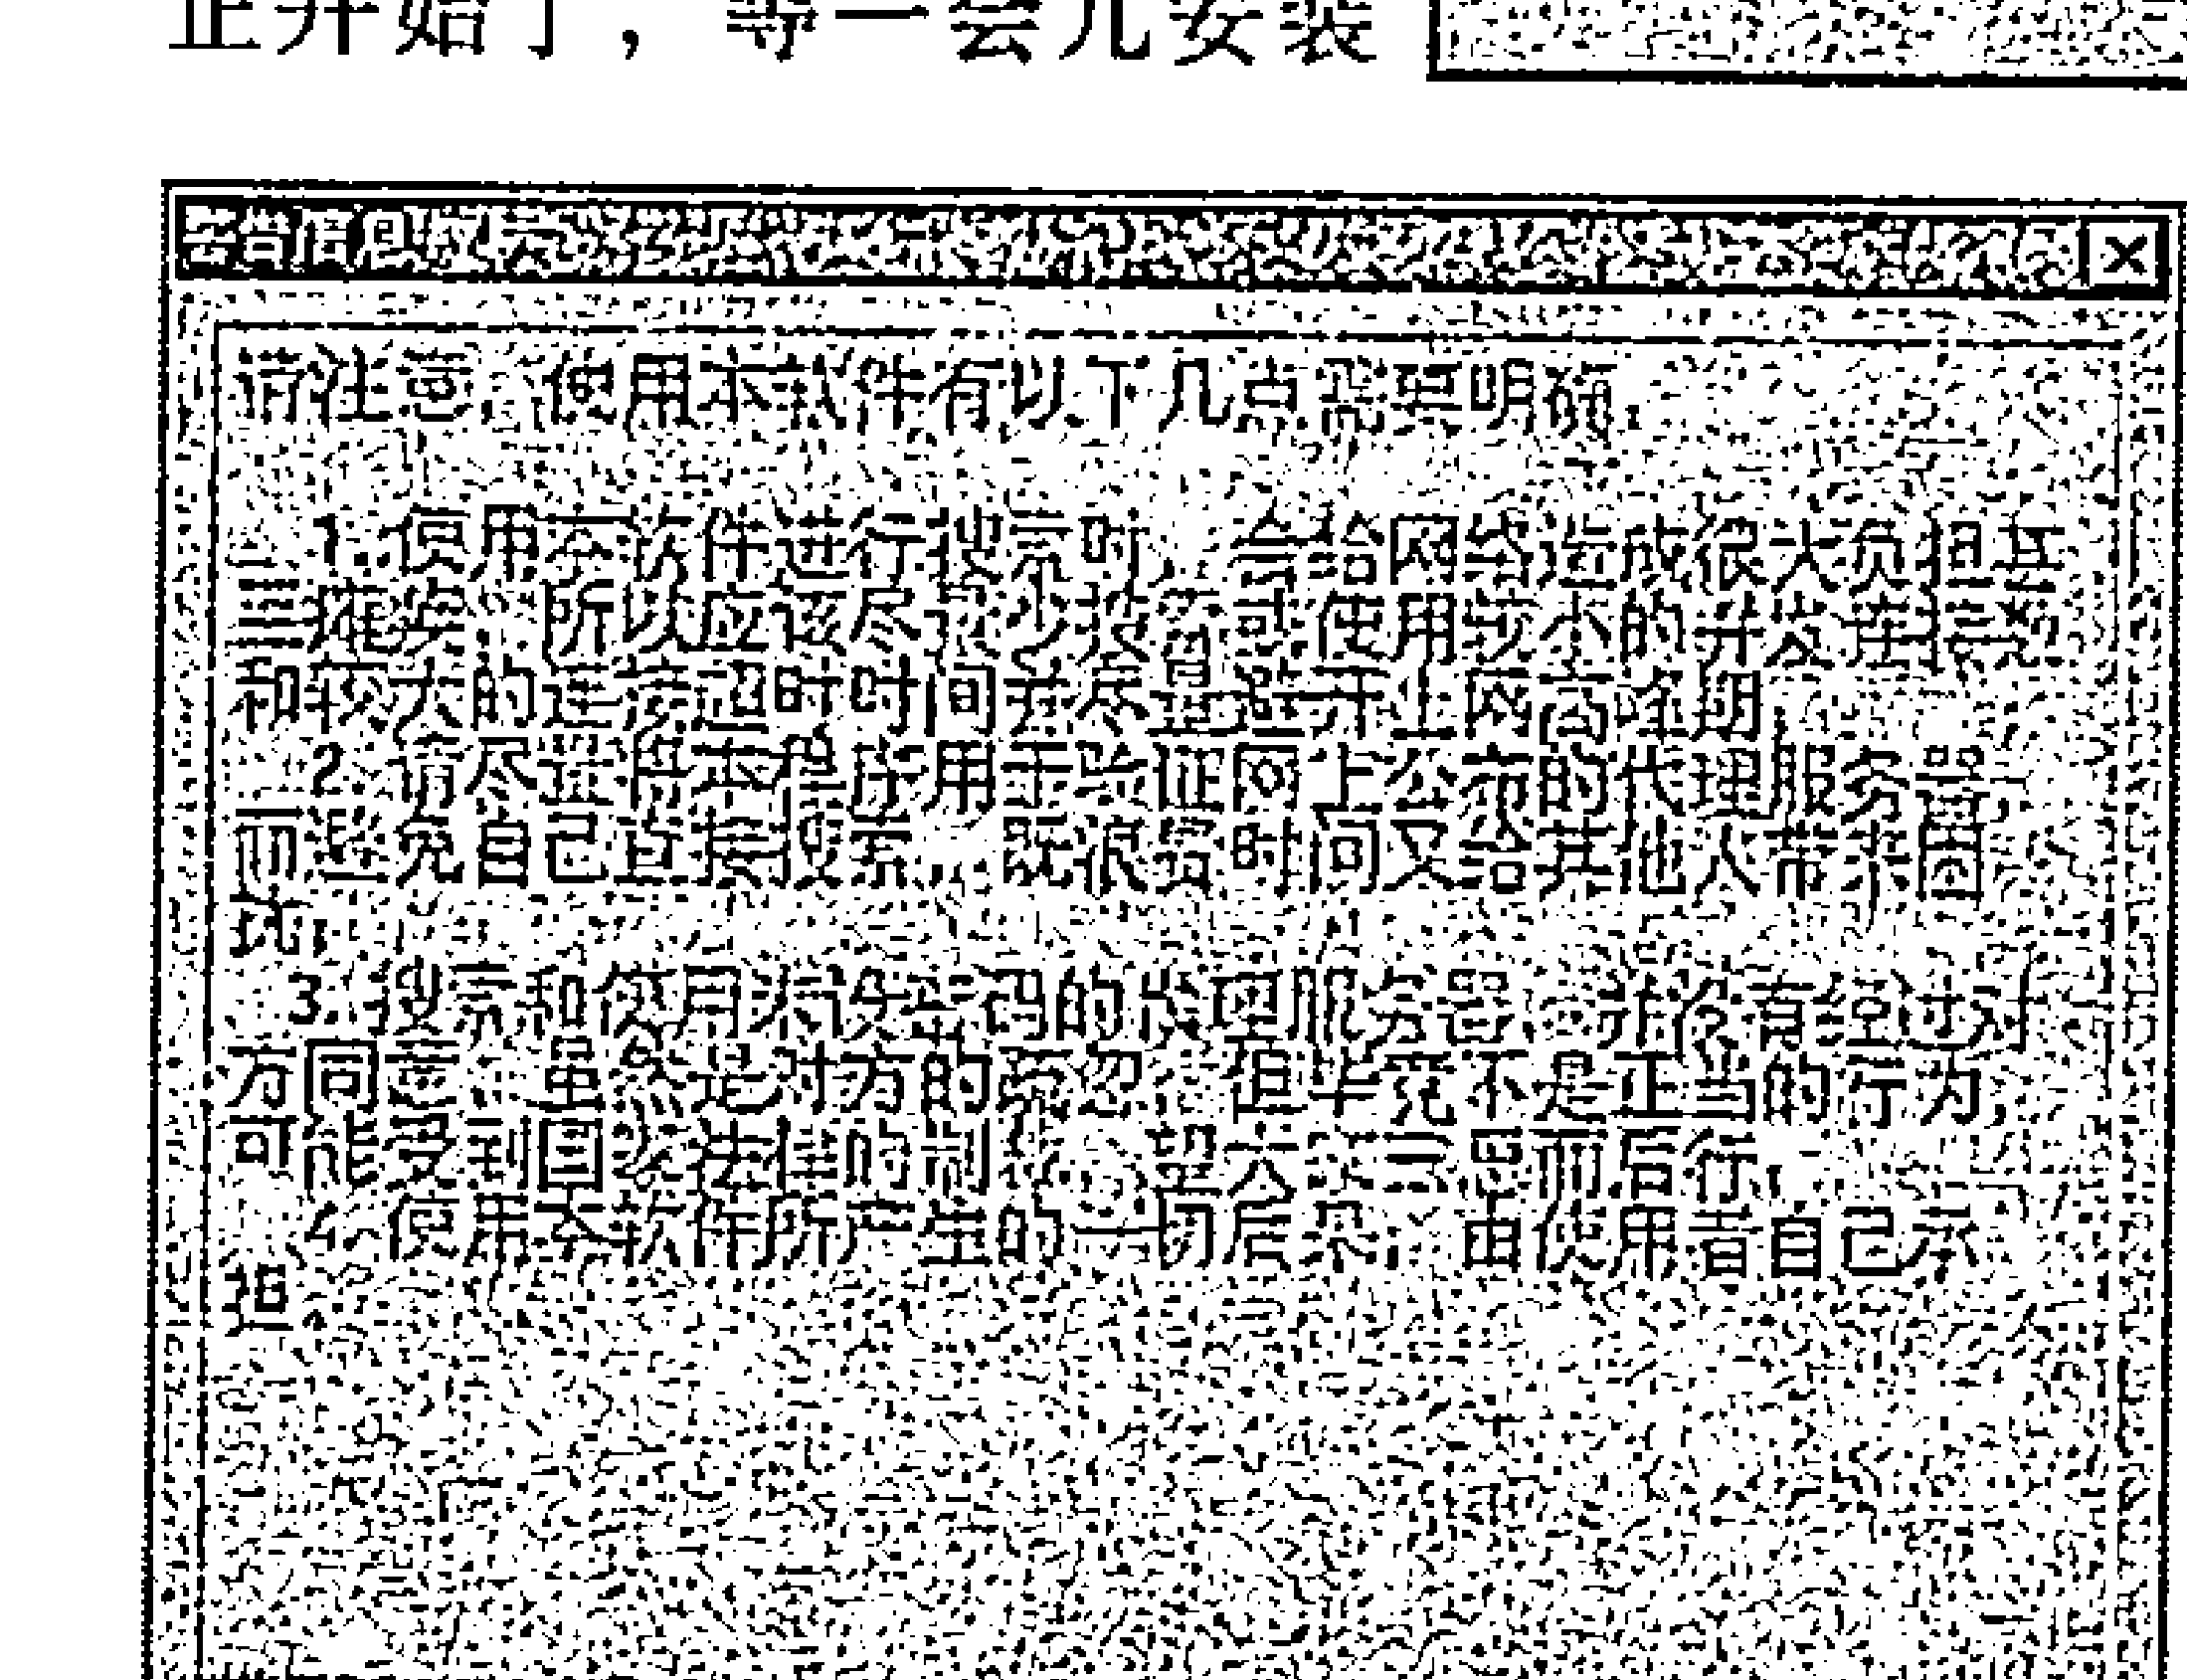 正开始了，等一会儿安装
请注意，使用本软件有以下几点需要明确：
1.使用本软件进行搜索时，会给网络造成很大负担甚
至瘫痪，所以应该尽量少搜，使用较小的并发连接数
和较大的连接超时时间并尽量避开上网高峰期；
2.请尽量将本程序用于验证网上公布的代理服务器
而避免自己直接搜索，既浪费时间又给其他人带来困
扰；
3.搜索和使用未设密码的代理服务器，并没有经过对
方同意，虽然是对方的疏忽，但毕竟不是正当的行为，
可能受到国家法律的制裁，望大家三思而后行；
4.使用本软件所产生的一切后果，由使用者自己承
担。